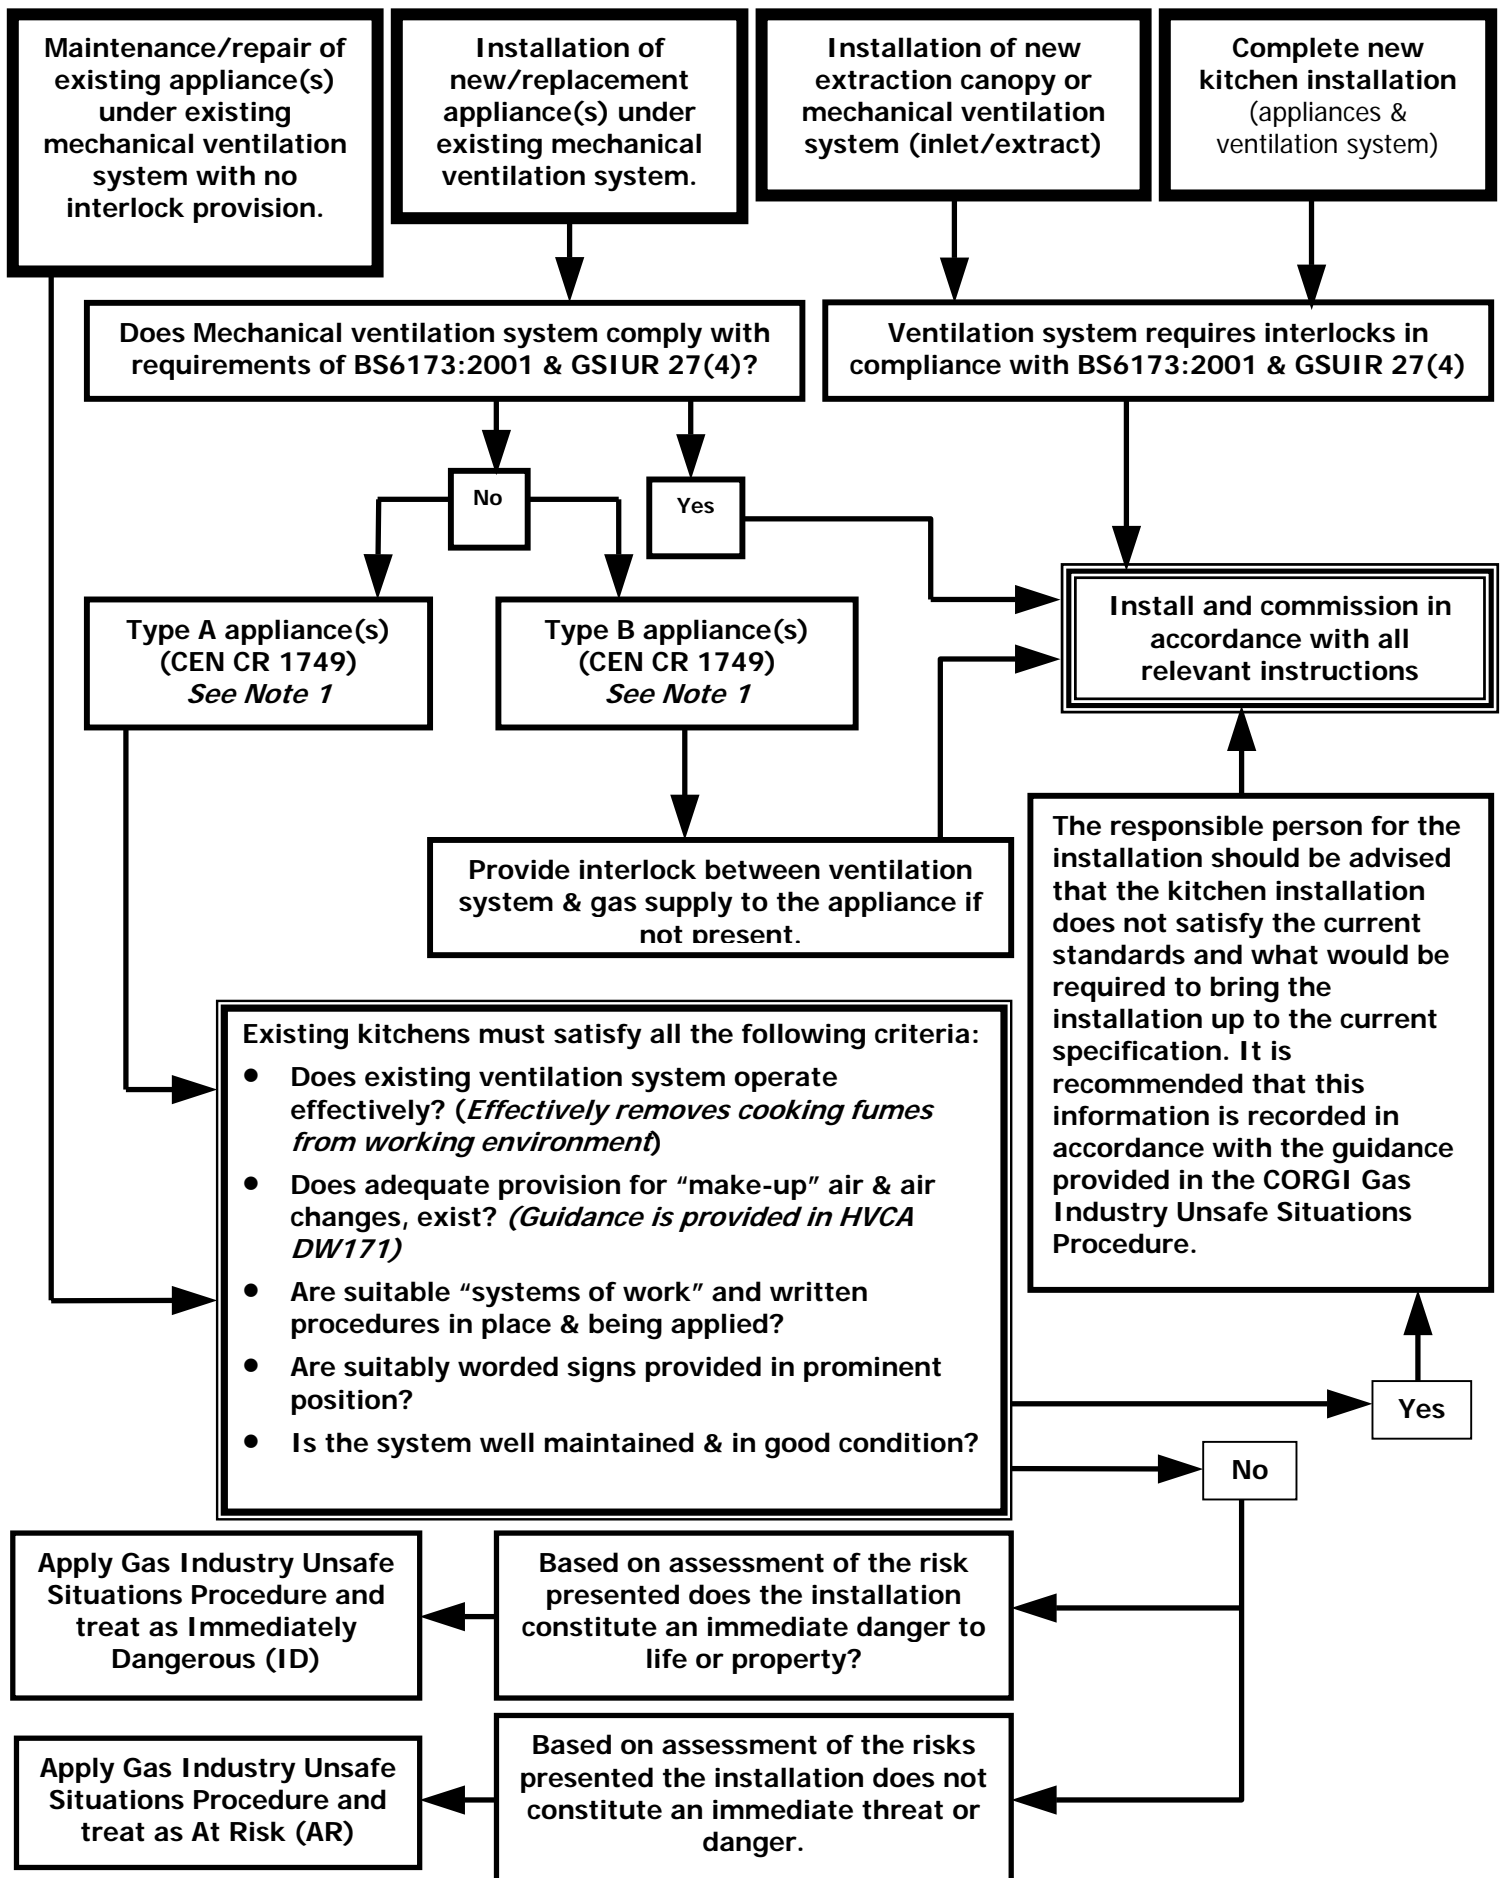 Maintenance/repair of
existing appliance(s)
under existing
mechanical ventilation
system with no
interlock provision.
Installation of
new/replacement
appliance(s) under
existing mechanical
ventilation system.
Installation of new
extraction canopy or
mechanical ventilation
system (inlet/extract)
Complete new
kitchen installation
(appliances &
ventilation system)
Does Mechanical ventilation system comply with
requirements of BS6173:2001 & GSIUR 27(4)?
Ventilation system requires interlocks in
compliance with BS6173:2001 & GSUIR 27(4)
No
Yes
Type A appliance(s)
(CEN CR 1749)
See Note 1
Type B appliance(s)
(CEN CR 1749)
See Note 1
Install and commission in
accordance with all
relevant instructions
Provide interlock between ventilation
system & gas supply to the appliance if
not present.
The responsible person for the
installation should be advised
that the kitchen installation
does not satisfy the current
standards and what would be
required to bring the
installation up to the current
specification. It is
recommended that this
information is recorded in
accordance with the guidance
provided in the CORGI Gas
Industry Unsafe Situations
Procedure.
Existing kitchens must satisfy all the following criteria:
• Does existing ventilation system operate
effectively? (Effectively removes cooking fumes
from working environment)
• Does adequate provision for “make-up” air & air
changes, exist? (Guidance is provided in HVCA
DW171)
• Are suitable “systems of work” and written
procedures in place & being applied?
• Are suitably worded signs provided in prominent
position?
• Is the system well maintained & in good condition?
Yes
No
Apply Gas Industry Unsafe
Situations Procedure and
treat as Immediately
Dangerous (ID)
Based on assessment of the risk
presented does the installation
constitute an immediate danger to
life or property?
Apply Gas Industry Unsafe
Situations Procedure and
treat as At Risk (AR)
Based on assessment of the risks
presented the installation does not
constitute an immediate threat or
danger.